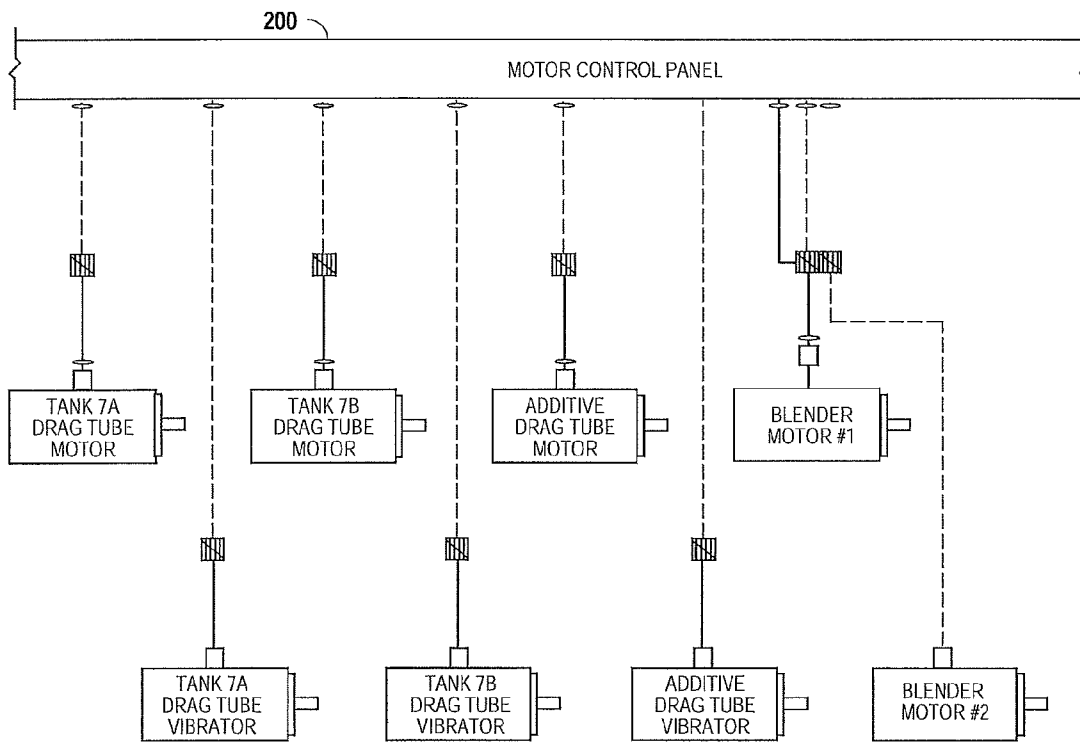 200
MOTOR CONTROL PANEL
TANK 7A
DRAG TUBE
MOTOR
TANK 7B
DRAG TUBE
MOTOR
ADDITIVE
DRAG TUBE
MOTOR
BLENDER
MOTOR #1
TANK 7A
DRAG TUBE
VIBRATOR
TANK 7B
DRAG TUBE
VIBRATOR
ADDITIVE
DRAG TUBE
VIBRATOR
BLENDER
MOTOR #2